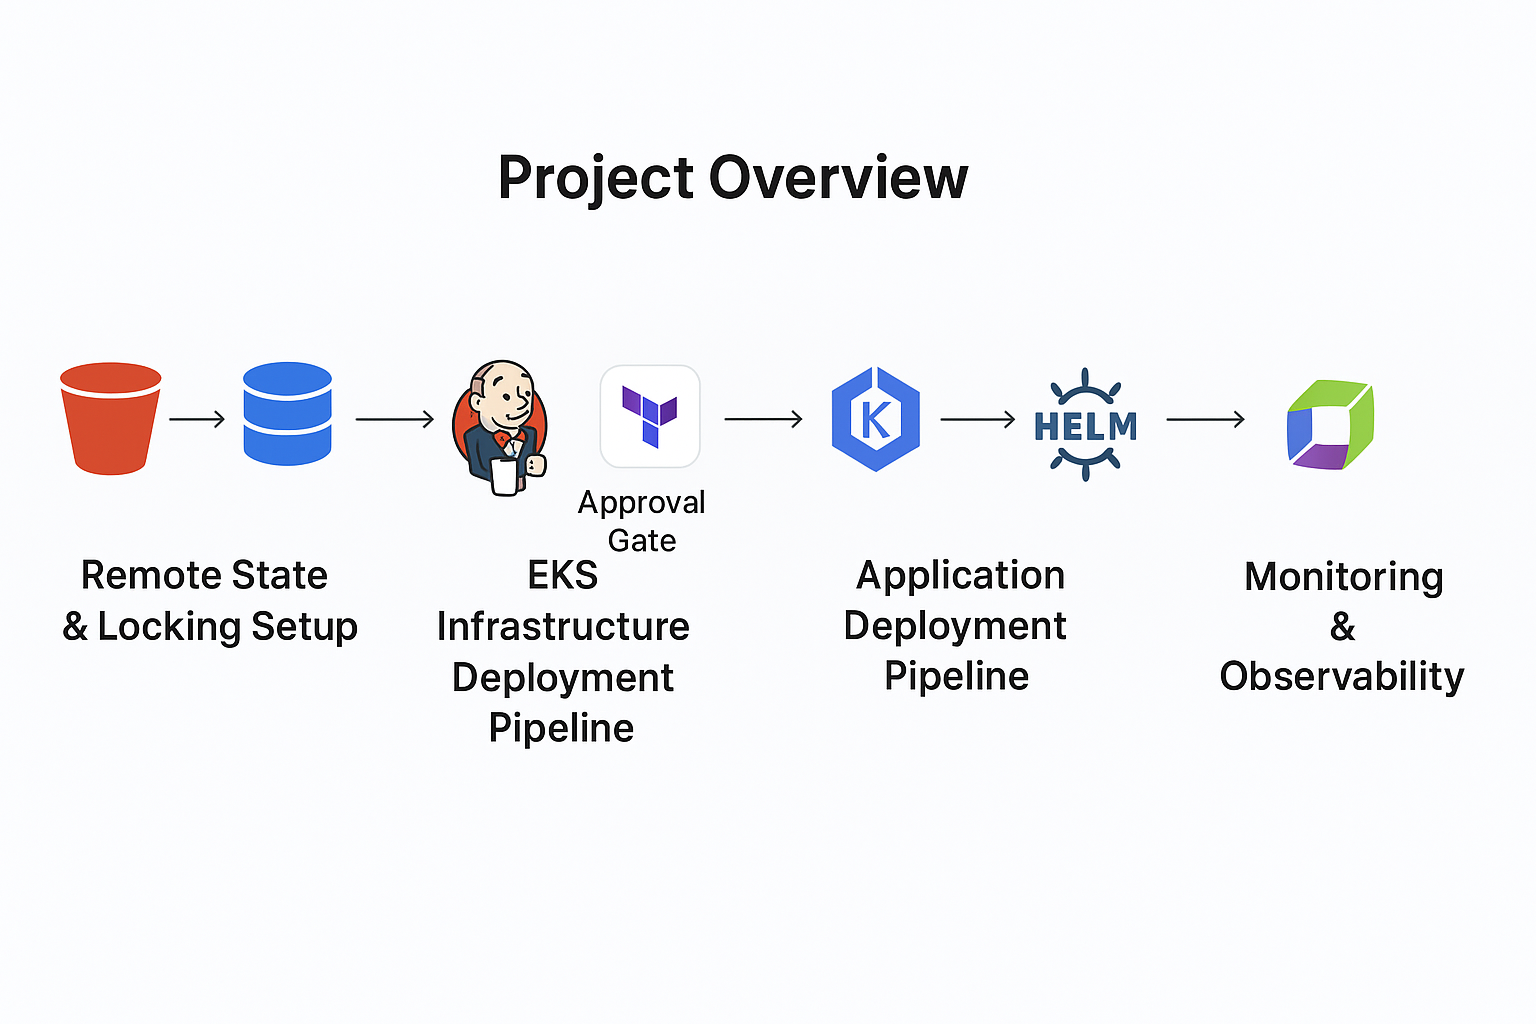 Project Overview
K
HELM
Approval
Gate
Remote State
& Locking Setup
EKS
Infrastructure
Deployment
Pipeline
Application
Deployment
Pipeline
Monitoring
&
Observability